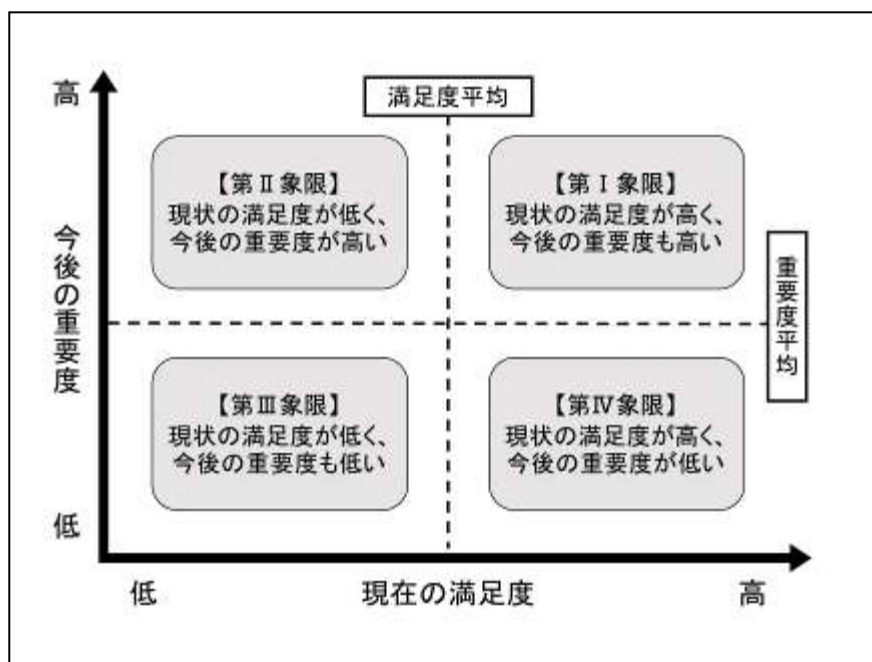 高
満足度平均
【第Ⅱ象限】
現状の満足度が低く、
今後の重要度が高い
【第Ⅰ象限】
現状の満足度が高く、
今後の重要度も高い
今後の重要度
重要度平均
【第Ⅲ象限】
現状の満足度が低く、
今後の重要度も低い
【第Ⅳ象限】
現状の満足度が高く、
今後の重要度が低い
低
低
現在の満足度
高